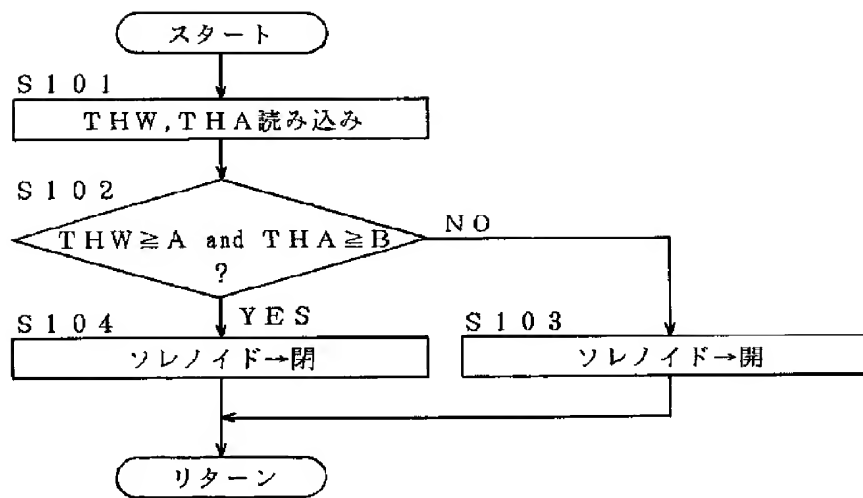 スタート
S101
THW,THA読み込み
S102
THW≧A and THA≧B
?
NO
YES
S104
ソレノイド→閉
S103
ソレノイド→開
リターン